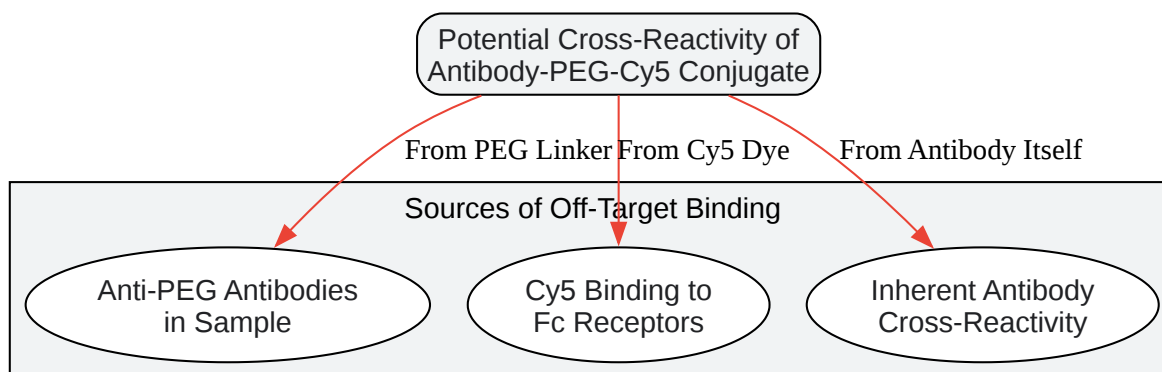 Potential Cross-Reactivity of
Antibody-PEG-Cy5 Conjugate
From PEG Linker
From Cy5 Dye
From Antibody Itself
Sources of Off-Target Binding
Anti-PEG Antibodies
in Sample
Cy5 Binding to
Fc Receptors
Inherent Antibody
Cross-Reactivity